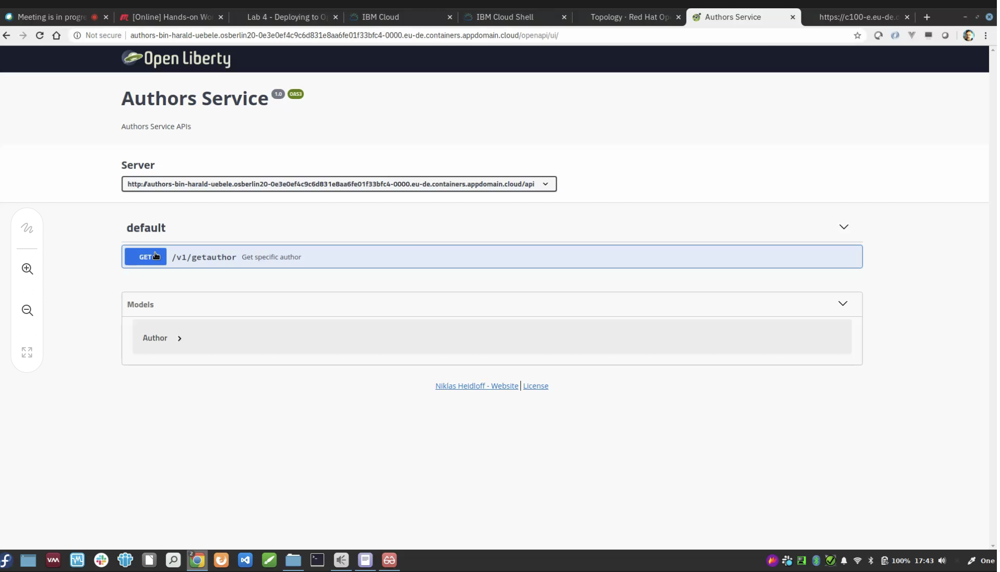 Meeting is in progre
[Online] Hands-on Wo
Lab 4 - Deploying to O
IBM Cloud
IBM Cloud Shell
Topology · Red Hat Op
Authors Service
https://c100-e.eu-de.c
Not secure
authors-bin-harald-uebele.osberlin20-0e3e0ef4c9c6d831e8aa6fe01f33bfc4-0000.eu-de.containers.appdomain.cloud/openapi/ui/
Open Liberty
Authors Service 1.0 OAS3
Authors Service APIs
Server
http://authors-bin-harald-uebele.osberlin20-0e3e0ef4c9c6d831e8aa6fe01f33bfc4-0000.eu-de.containers.appdomain.cloud/api
default
GET /v1/getauthor Get specific author
Models
Author
Niklas Heidloff - Website License
2
100% 17:43 One